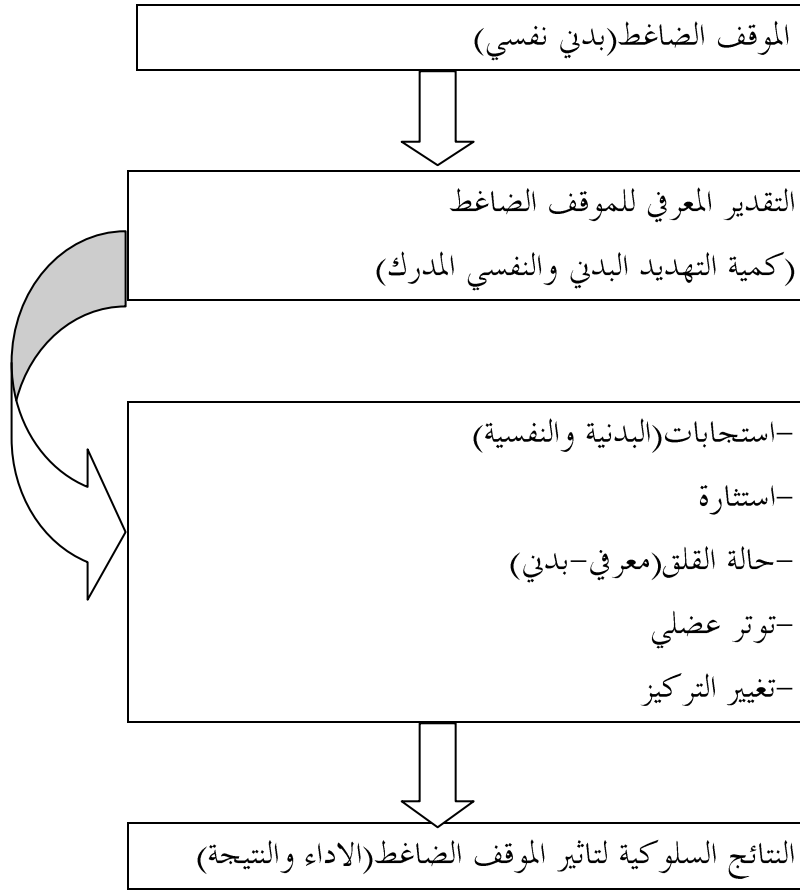 الموقف الضاغط(بدني نفسي)
التقدير المعرفي للموقف الضاغط
(كمية التهديد البدني والنفسي المدرك)
-استجابات(البدنية والنفسية)
-استثارة
-حالة القلق(معرفي-بدني)
-توتر عضلي
-تغيير التركيز
النتائج السلوكية لتاثير الموقف الضاغط(الاداء والنتيجة)